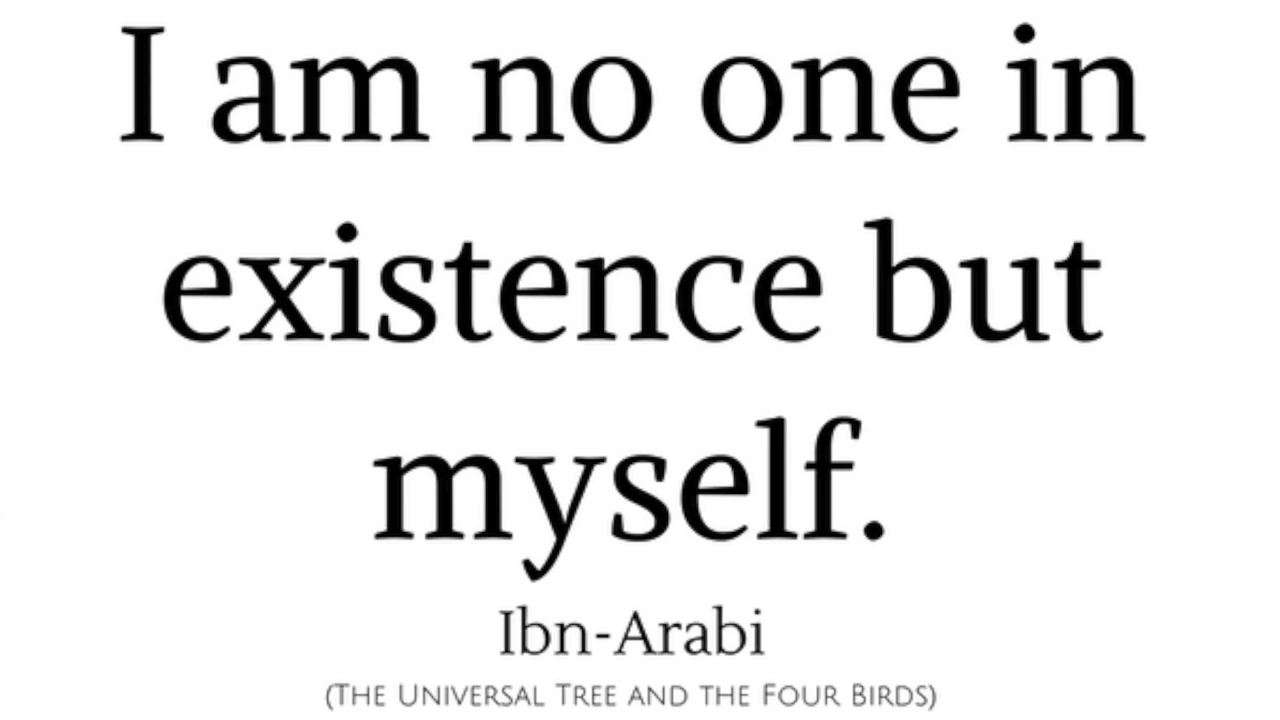 I am no one in
existence but
myself.
Ibn-Arabi
(The Universal Tree and the Four Birds)